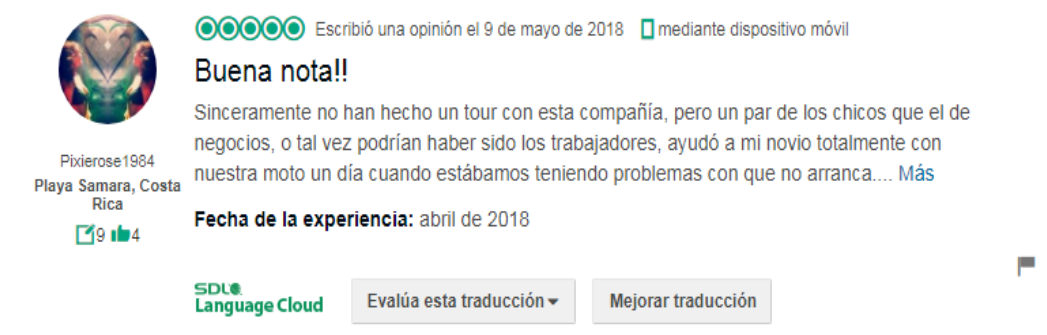 Escribió una opinión el 9 de mayo de 2018 mediante dispositivo móvil
Buena nota!!
Sinceramente no han hecho un tour con esta compañía, pero un par de los chicos que el de
negocios, o tal vez podrían haber sido los trabajadores, ayudó a mi novio totalmente con
nuestra moto un día cuando estábamos teniendo problemas con que no arranca.... Más
Fecha de la experiencia: abril de 2018
Pixierose1984
Playa Samara, Costa
Rica
9 4
SDL
Language Cloud
Evalúa esta traducción
Mejorar traducción